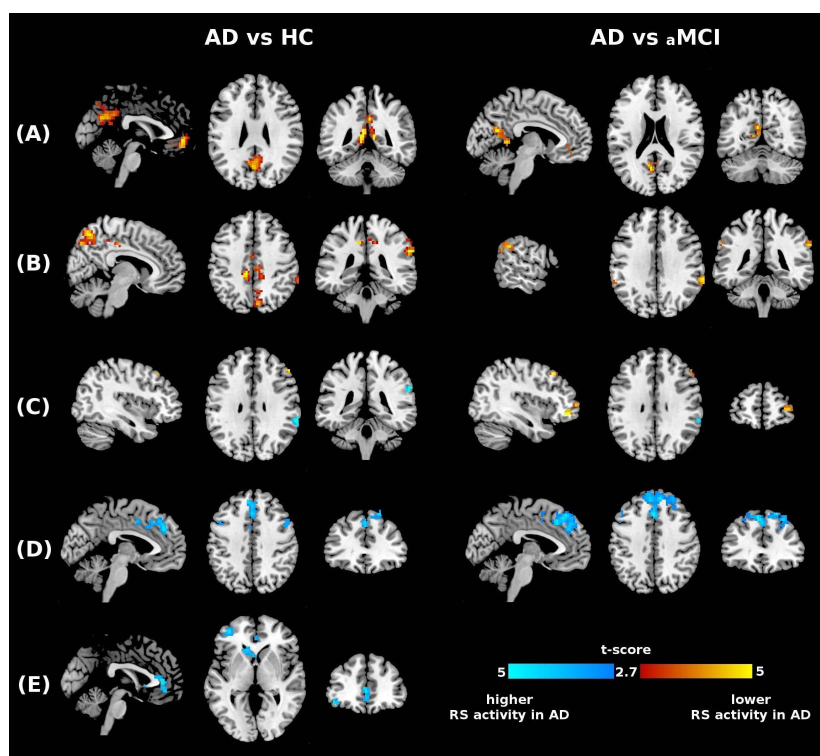 AD vs HC
AD vs aMCI
(A)
(B)
(C)
(D)
(E)
t-score
5 2.7 5
higher lower
RS activity in AD RS activity in AD